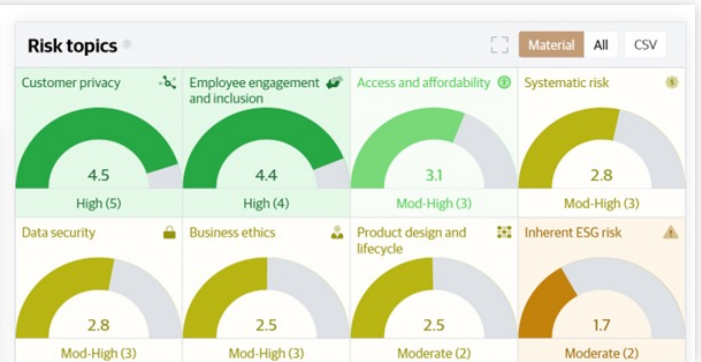 Risk topics
Material All CSV
Customer privacy
4.5
High (5)
Employee engagement
and inclusion
4.4
High (4)
Access and affordability
3.1
Mod-High (3)
Systematic risk
2.8
Mod-High (3)
Data security
2.8
Mod-High (3)
Business ethics
2.5
Mod-High (3)
Product design and
lifecycle
2.5
Moderate (2)
Inherent ESG risk
1.7
Moderate (2)